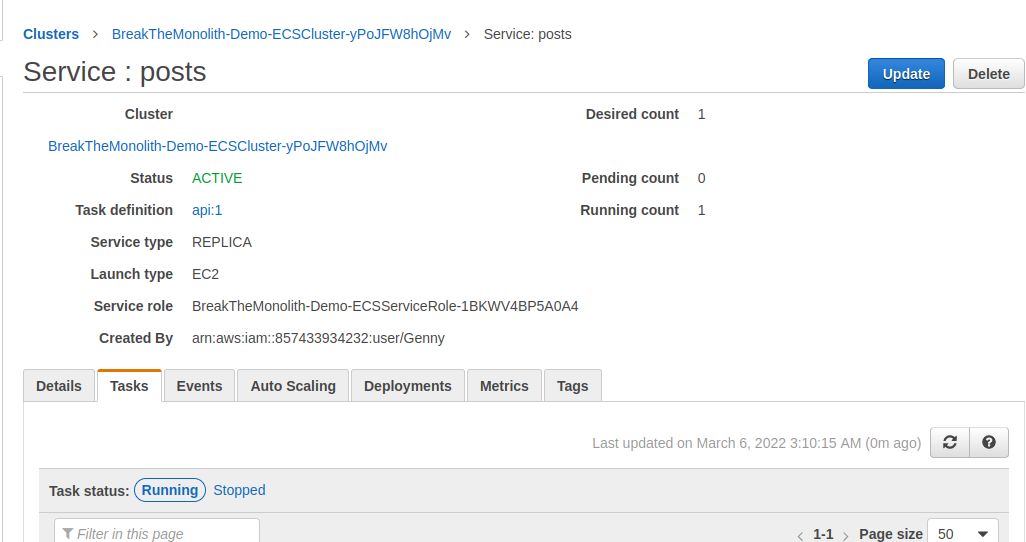 Clusters > BreakTheMonolith-Demo-ECSCluster-yPoJFW8hOjMv > Service: posts
Service : posts
Update Delete
Cluster Desired count 1
BreakTheMonolith-Demo-ECSCluster-yPoJFW8hOjMv
Status ACTIVE Pending count 0
Task definition api:1 Running count 1
Service type REPLICA
Launch type EC2
Service role BreakTheMonolith-Demo-ECSServiceRole-1BKWV4BP5A0A4
Created By arn:aws:iam::857433934232:user/Genny
Details Tasks Events Auto Scaling Deployments Metrics Tags
Last updated on March 6, 2022 3:10:15 AM (0m ago)
Task status: Running Stopped
Filter in this page < 1-1 > Page size 50